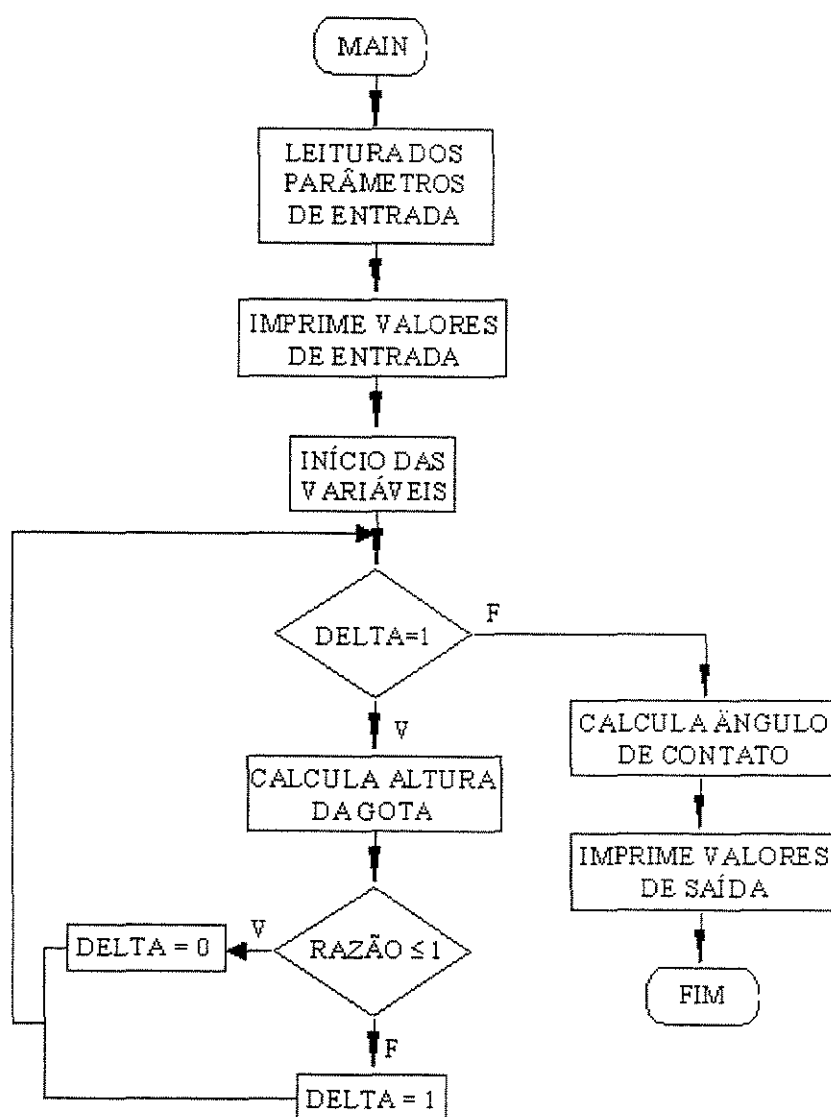 MAIN
LEITURA DOS
PARÂMETROS
DE ENTRADA
IMPRIME VALORES
DE ENTRADA
INÍCIO DAS
VARIÁVEIS
DELTA=1
F
V
CALCULA ALTURA
DA GOTA
RAZÃO ≤ 1
V
DELTA = 0
F
DELTA = 1
CALCULA ÄNGULO
DE CONTATO
IMPRIME VALORES
DE SAÍDA
FIM